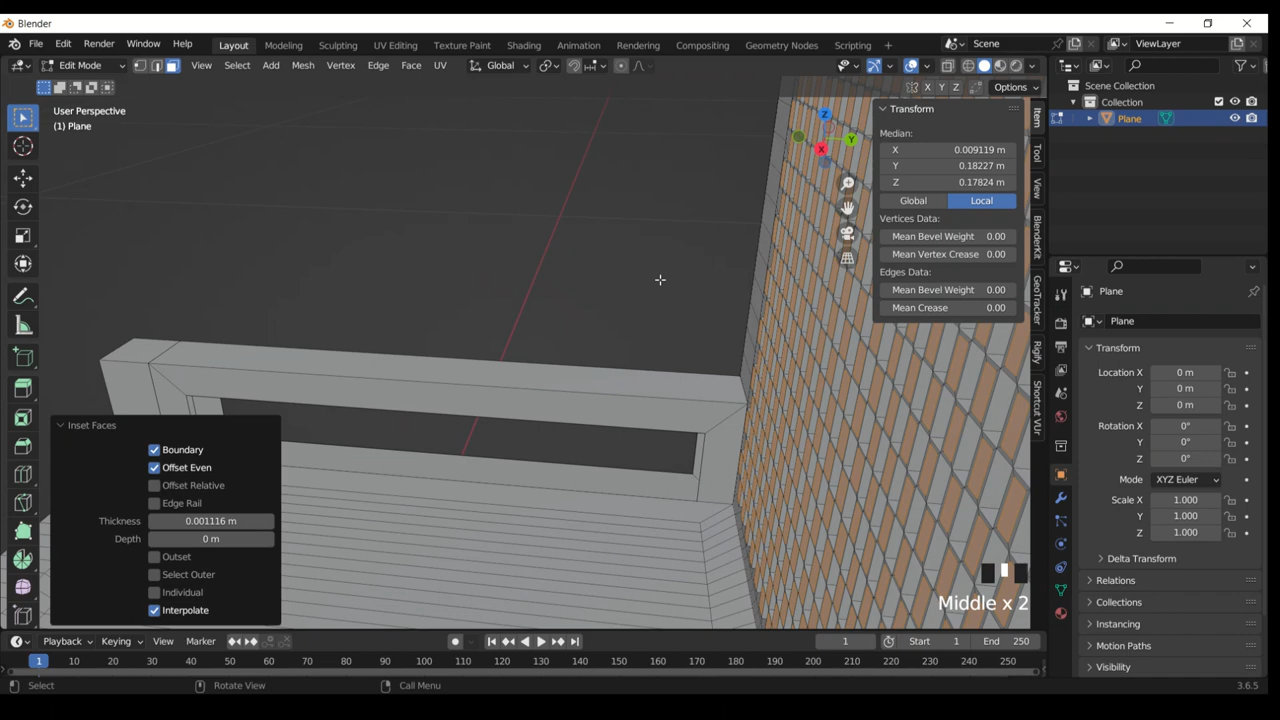 Blender
File Edit Render Window Help
Layout Modeling Sculpting UV Editing Texture Paint Shading Animation Rendering Compositing Geometry Nodes Scripting +
Scene
ViewLayer
Edit Mode
View Select Add Mesh Vertex Edge Face UV
Global
X Y Z
Options
User Perspective
(1) Plane
Z
Y
X
Transform
Median:
X 0.009119 m
Y 0.18227 m
Z 0.17824 m
Global Local
Vertices Data:
Mean Bevel Weight 0.00
Mean Vertex Crease 0.00
Edges Data:
Mean Bevel Weight 0.00
Mean Crease 0.00
Item
Tool
View
BlenderKit
GeoTracker
Rigify
Shortcut VUr
Scene Collection
Collection
Plane
Plane
Plane
Transform
Location X 0 m
Y 0 m
Z 0 m
Rotation X 0°
Y 0°
Z 0°
Mode XYZ Euler
Scale X 1.000
Y 1.000
Z 1.000
Delta Transform
Relations
Collections
Instancing
Motion Paths
Visibility
Inset Faces
Boundary
Offset Even
Offset Relative
Edge Rail
Thickness 0.001116 m
Depth 0 m
Outset
Select Outer
Individual
Interpolate
Middle x 2
Playback Keying View Marker
1
Start 1
End 250
1 10 20 30 40 50 60 70 80 90 100 110 120 130 140 150 160 170 180 190 200 210 220 230 240 250
Select
Rotate View
Call Menu
3.6.5